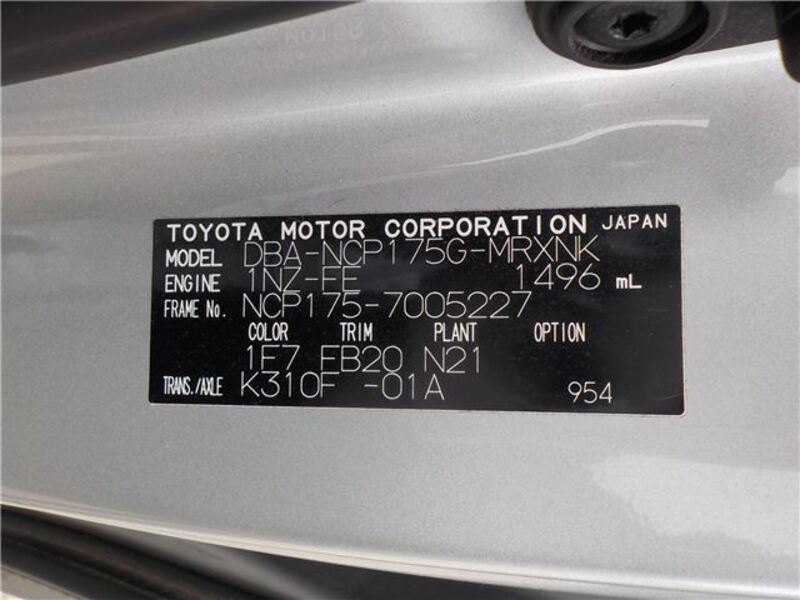 TOYOTA MOTOR CORPORATION JAPAN
MODEL DBA-NCP175G-MRXNK
ENGINE 1NZ-FE 1496 mL
FRAME No. NCP175-7005227
COLOR TRIM PLANT OPTION
1F7 FB20 N21
TRANS./AXLE K310F -01A 954